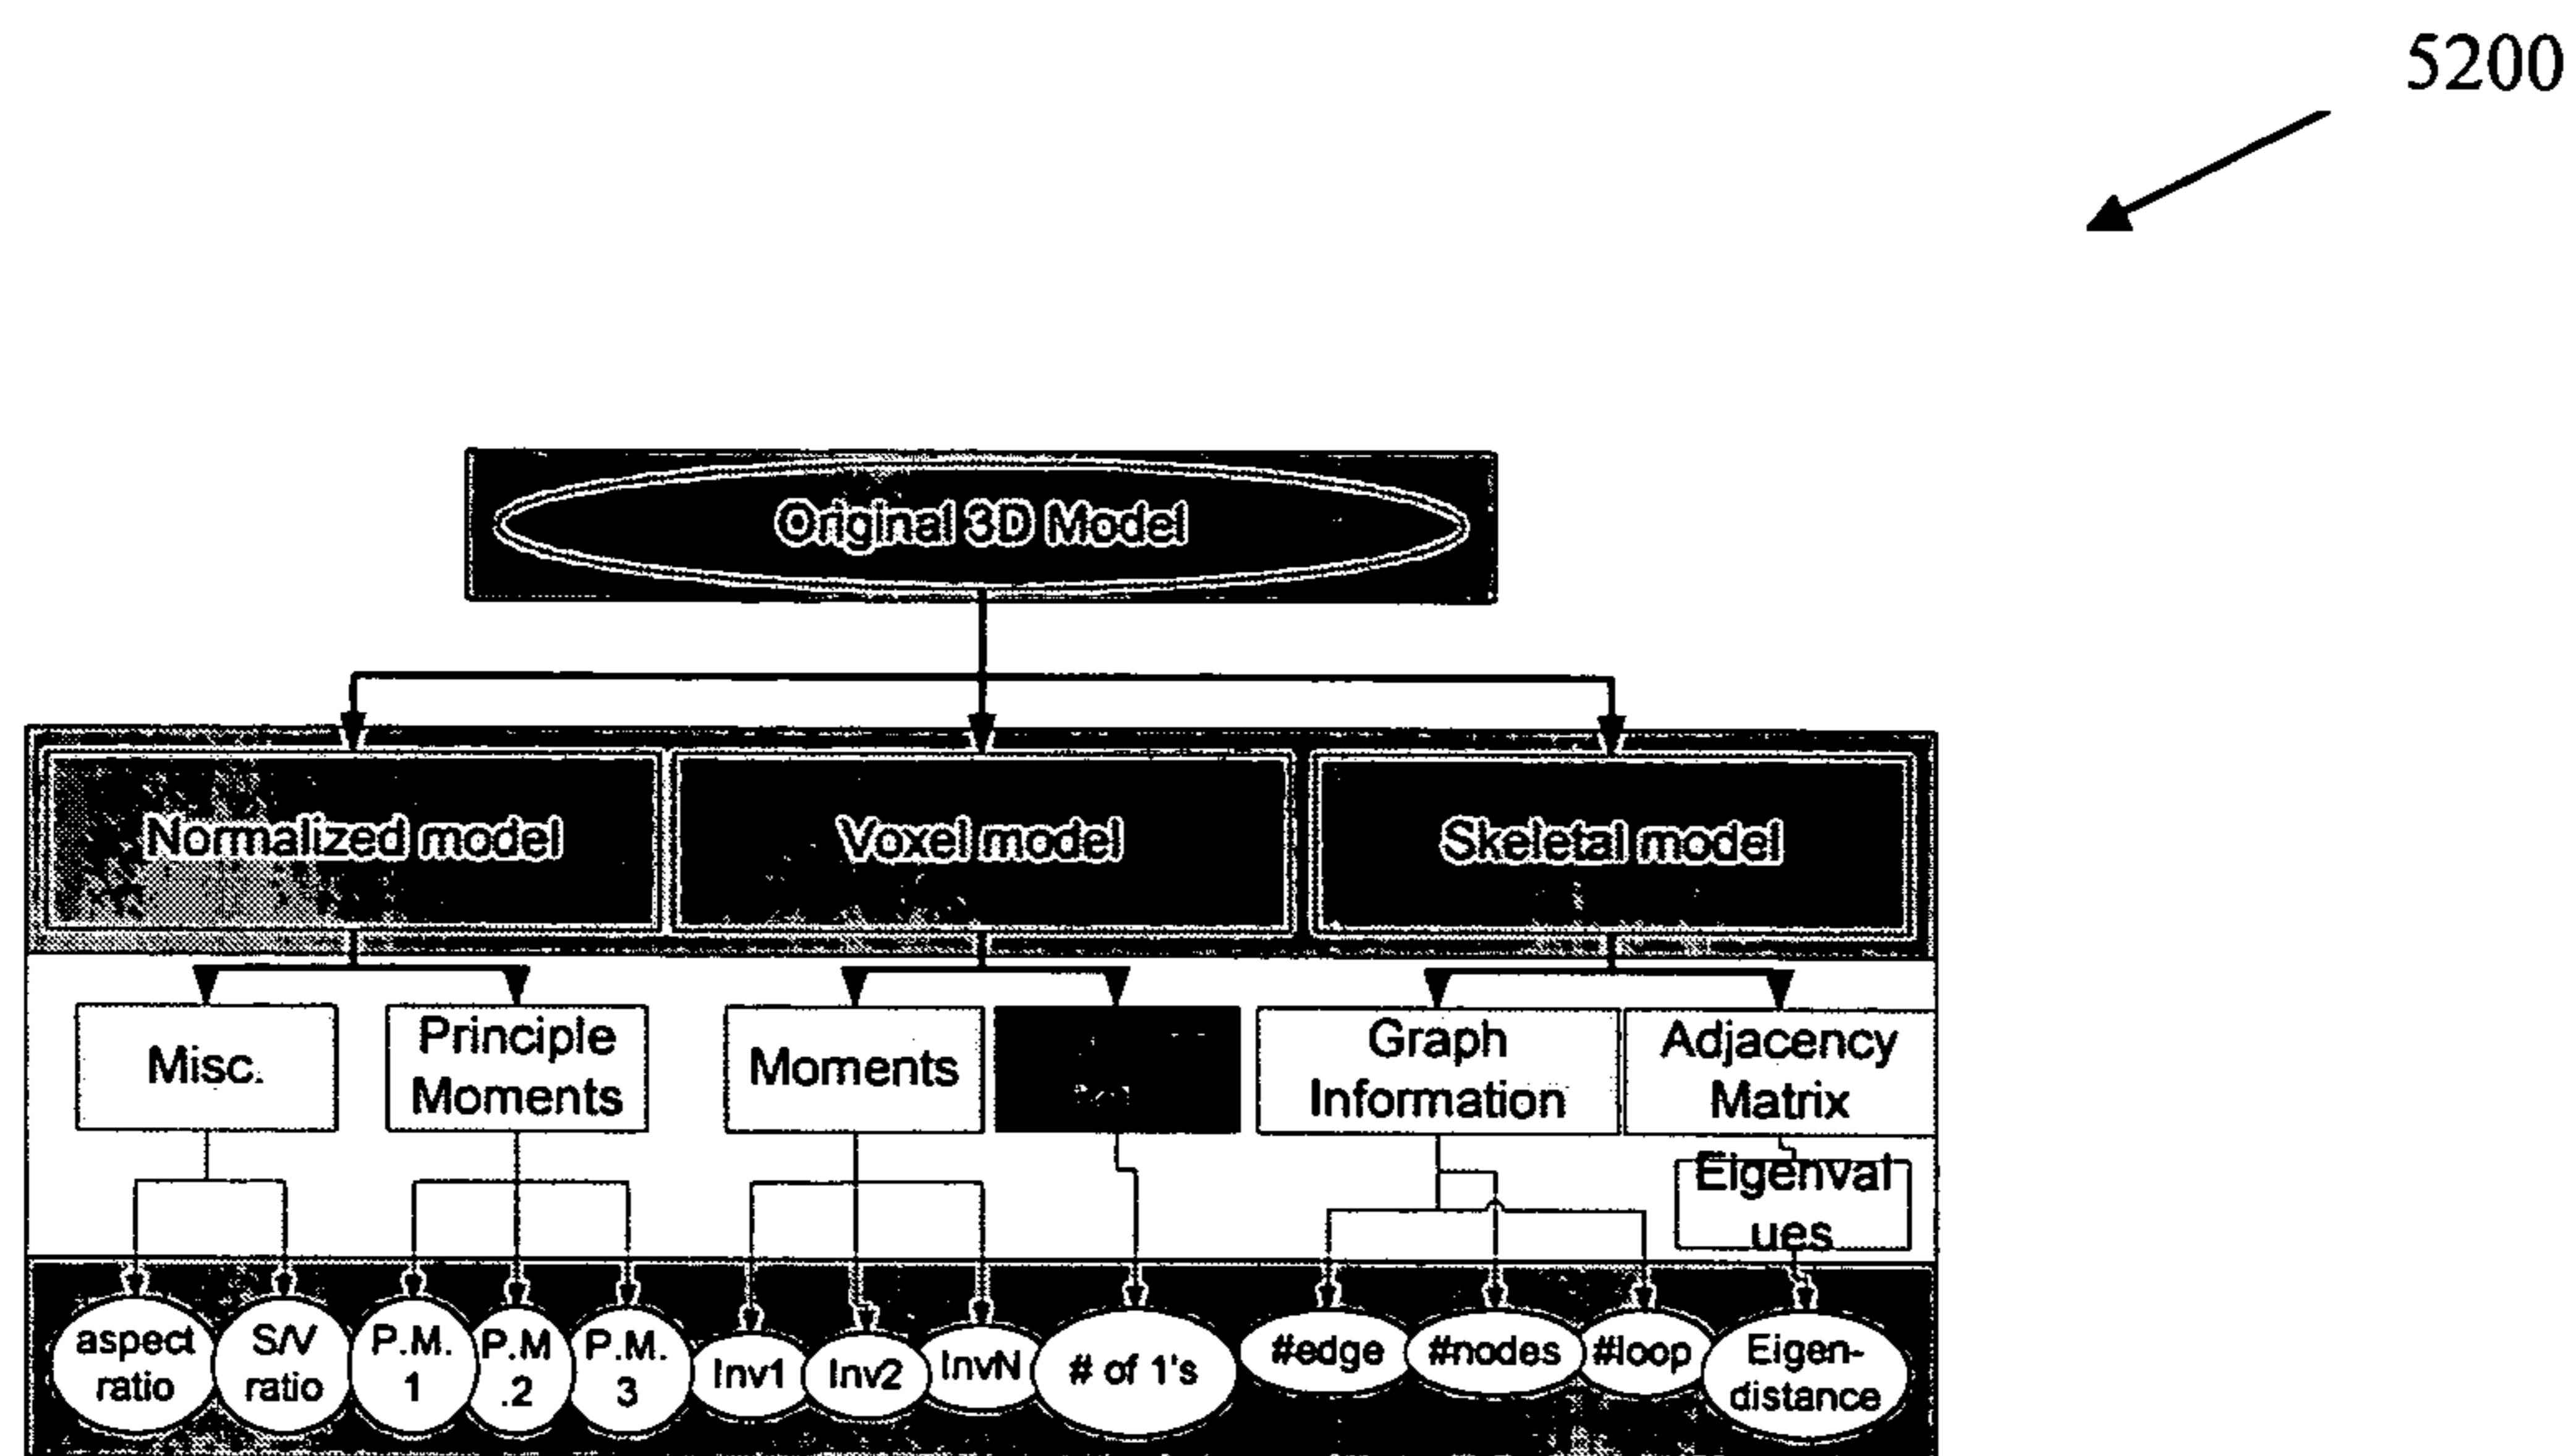 5200
Original 3D Model
Normalized model
Voxel model
Skeletal model
Misc.
Principle
Moments
Moments
Graph
Information
Adjacency
Matrix
Eigenval
ues
aspect
ratio
S/V
ratio
P.M.
1
P.M
.2
P.M.
3
Inv1
Inv2
InvN
# of 1's
#edge
#nodes
#loop
Eigen-
distance